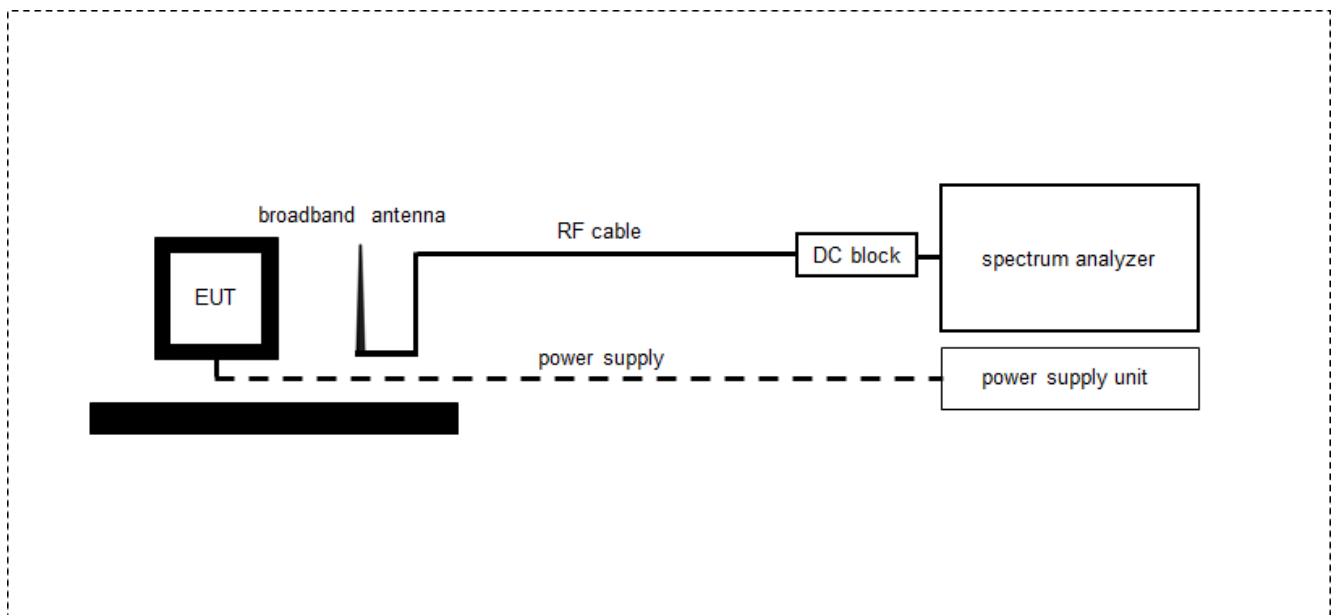 broadband antenna
RF cable
DC block
spectrum analyzer
EUT
power supply
power supply unit